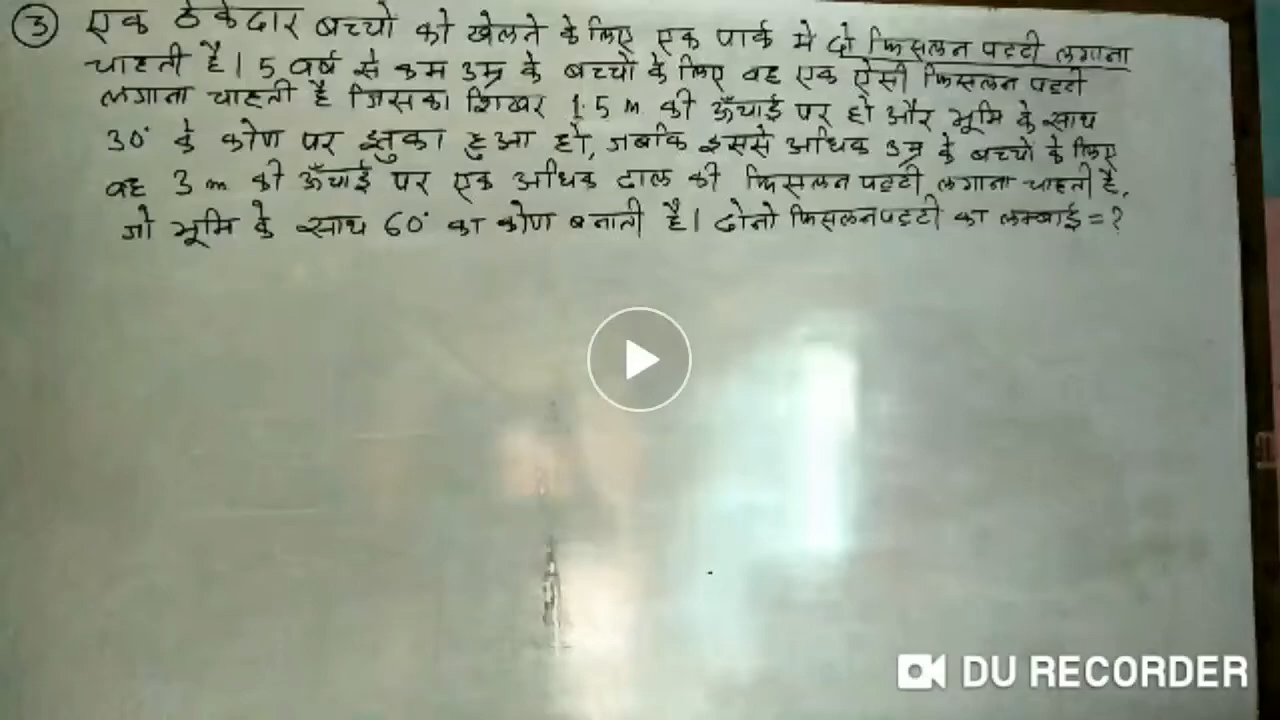 ③ एक ठेकेदार बच्चो को खेलने के लिए एक पार्क मे दो फिसलन पट्टी लगाना
चाहती है। 5 वर्ष से कम उम्र के बच्चो के लिए वह एक ऐसी फिसलन पट्टी
लगाना चाहती है जिसका शिखर 1.5 m की ऊँचाई पर हो और भूमि के साथ
30° के कोण पर झुका हुआ हो, जबकि इससे अधिक उम्र के बच्चो के लिए
वह 3 m की ऊँचाई पर एक अधिक ढाल की फिसलन पट्टी लगाना चाहती है,
जो भूमि के साथ 60° का कोण बनाती है। दोनो फिसलनपट्टी का लम्बाई = ?
DU RECORDER